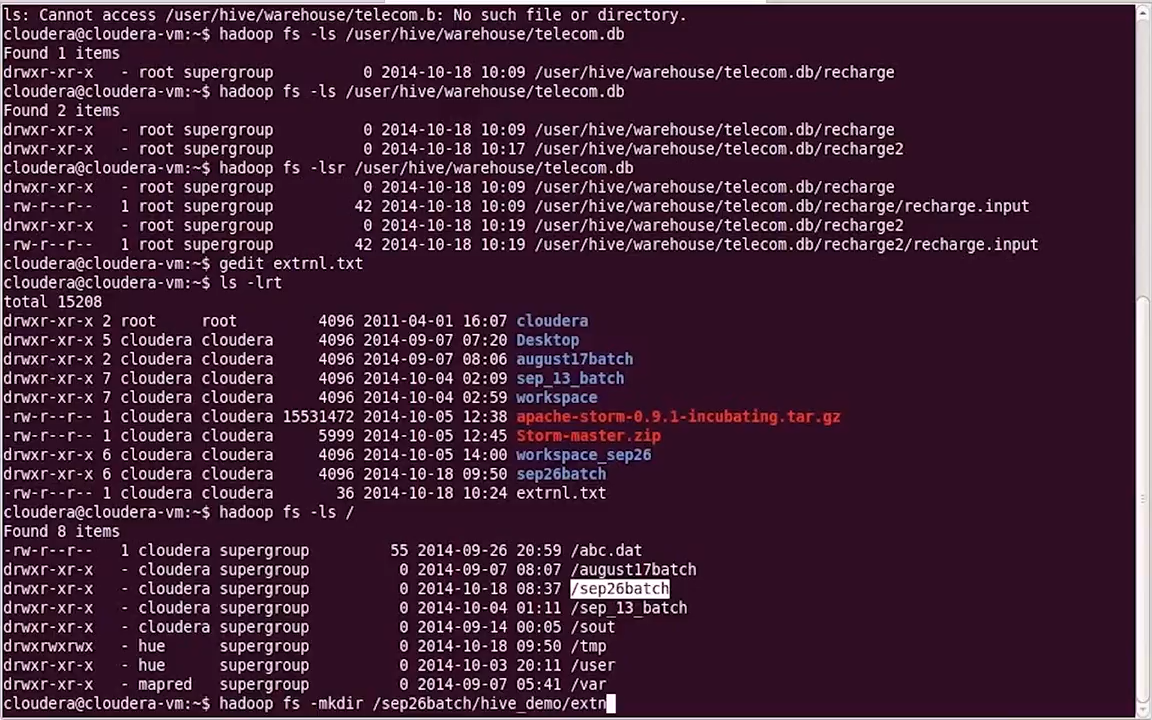 ls: Cannot access /user/hive/warehouse/telecom.b: No such file or directory.
cloudera@cloudera-vm:~$ hadoop fs -ls /user/hive/warehouse/telecom.db
Found 1 items
drwxr-xr-x   - root supergroup          0 2014-10-18 10:09 /user/hive/warehouse/telecom.db/recharge
cloudera@cloudera-vm:~$ hadoop fs -ls /user/hive/warehouse/telecom.db
Found 2 items
drwxr-xr-x   - root supergroup          0 2014-10-18 10:09 /user/hive/warehouse/telecom.db/recharge
drwxr-xr-x   - root supergroup          0 2014-10-18 10:17 /user/hive/warehouse/telecom.db/recharge2
cloudera@cloudera-vm:~$ hadoop fs -lsr /user/hive/warehouse/telecom.db
drwxr-xr-x   - root supergroup          0 2014-10-18 10:09 /user/hive/warehouse/telecom.db/recharge
-rw-r--r--   1 root supergroup         42 2014-10-18 10:09 /user/hive/warehouse/telecom.db/recharge/recharge.input
drwxr-xr-x   - root supergroup          0 2014-10-18 10:19 /user/hive/warehouse/telecom.db/recharge2
-rw-r--r--   1 root supergroup         42 2014-10-18 10:19 /user/hive/warehouse/telecom.db/recharge2/recharge.input
cloudera@cloudera-vm:~$ gedit extrnl.txt
cloudera@cloudera-vm:~$ ls -lrt
total 15208
drwxr-xr-x 2 root     root         4096 2011-04-01 16:07 cloudera
drwxr-xr-x 5 cloudera cloudera     4096 2014-09-07 07:20 Desktop
drwxr-xr-x 2 cloudera cloudera     4096 2014-09-07 08:06 august17batch
drwxr-xr-x 7 cloudera cloudera     4096 2014-10-04 02:09 sep_13_batch
drwxr-xr-x 7 cloudera cloudera     4096 2014-10-04 02:59 workspace
-rw-r--r-- 1 cloudera cloudera 15531472 2014-10-05 12:38 apache-storm-0.9.1-incubating.tar.gz
-rw-r--r-- 1 cloudera cloudera     5999 2014-10-05 12:45 Storm-master.zip
drwxr-xr-x 6 cloudera cloudera     4096 2014-10-05 14:00 workspace_sep26
drwxr-xr-x 6 cloudera cloudera     4096 2014-10-18 09:50 sep26batch
-rw-r--r-- 1 cloudera cloudera       36 2014-10-18 10:24 extrnl.txt
cloudera@cloudera-vm:~$ hadoop fs -ls /
Found 8 items
-rw-r--r--   1 cloudera supergroup         55 2014-09-26 20:59 /abc.dat
drwxr-xr-x   - cloudera supergroup          0 2014-09-07 08:07 /august17batch
drwxr-xr-x   - cloudera supergroup          0 2014-10-18 08:37 /sep26batch
drwxr-xr-x   - cloudera supergroup          0 2014-10-04 01:11 /sep_13_batch
drwxr-xr-x   - cloudera supergroup          0 2014-09-14 00:05 /sout
drwxrwxrwx   - hue      supergroup          0 2014-10-18 09:50 /tmp
drwxr-xr-x   - hue      supergroup          0 2014-10-03 20:11 /user
drwxr-xr-x   - mapred   supergroup          0 2014-09-07 05:41 /var
cloudera@cloudera-vm:~$ hadoop fs -mkdir /sep26batch/hive_demo/extn